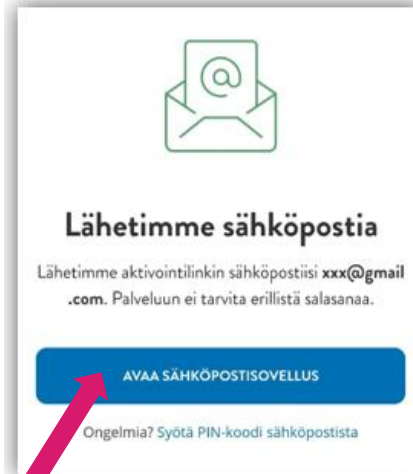 @
Lähetimme sähköpostia
Lähetimme aktivointilinkin sähköpostiisi xxx@gmail
.com. Palveluun ei tarvita erillistä salasanaa.
AVAA SÄHKÖPOSTISOVELLUS
Ongelmia? Syötä PIN-koodi sähköpostista